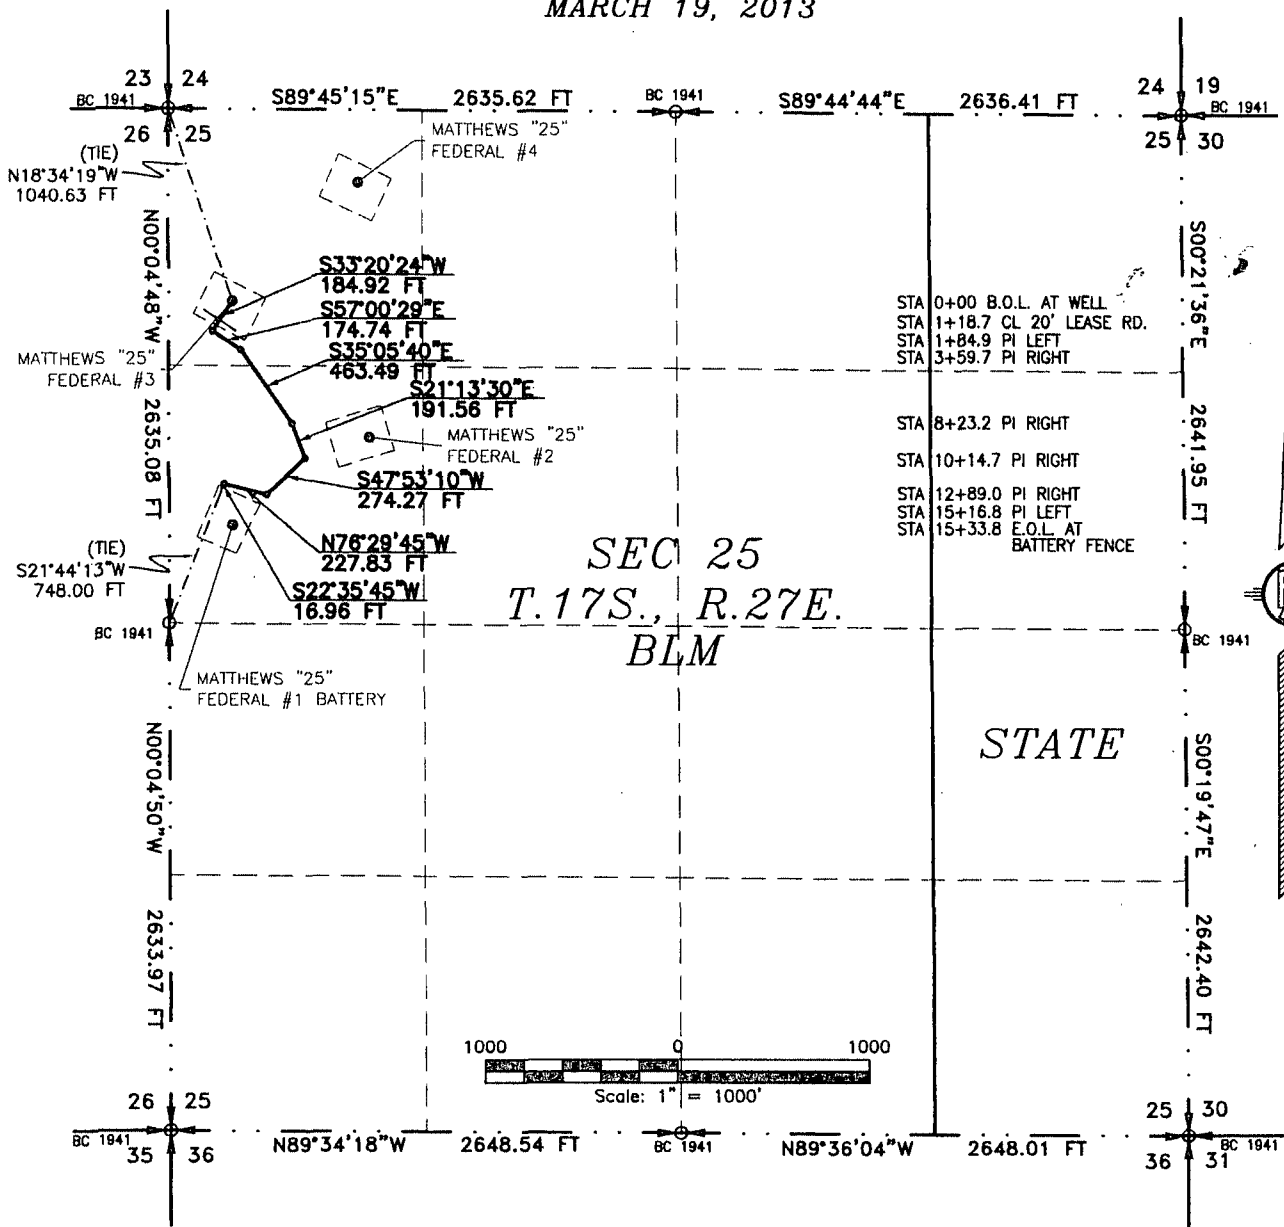 MARCH 19, 2013
23 24
BC 1941
26 25
S89°45'15"E 2635.62 FT
BC 1941
S89°44'44"E 2636.41 FT
24 19
BC 1941
25 30
(TIE)
N18°34'19"W
1040.63 FT
MATTHEWS "25"
FEDERAL #4
N00°04'48"W 2635.08 FT
S33°20'24"W
184.92 FT
S57°00'29"E
174.74 FT
S35°05'40"E
463.49 FT
S21°13'30"E
191.56 FT
MATTHEWS "25"
FEDERAL #3
MATTHEWS "25"
FEDERAL #2
S47°53'10"W
274.27 FT
N76°29'45"W
227.83 FT
S22°35'45"W
16.96 FT
(TIE)
S21°44'13"W
748.00 FT
BC 1941
MATTHEWS "25"
FEDERAL #1 BATTERY
STA 0+00 B.O.L. AT WELL
STA 1+18.7 CL 20' LEASE RD.
STA 1+84.9 PI LEFT
STA 3+59.7 PI RIGHT
STA 8+23.2 PI RIGHT
STA 10+14.7 PI RIGHT
STA 12+89.0 PI RIGHT
STA 15+16.8 PI LEFT
STA 15+33.8 E.O.L. AT
BATTERY FENCE
S00°21'36"E 2641.95 FT
SEC 25
T.17S., R.27E.
BLM
BC 1941
STATE
N00°04'50"W 2633.97 FT
S00°19'47"E 2642.40 FT
1000 0 1000
Scale: 1" = 1000'
26 25
BC 1941
35 36
N89°34'18"W 2648.54 FT
BC 1941
N89°36'04"W 2648.01 FT
25 30
BC 1941
36 31